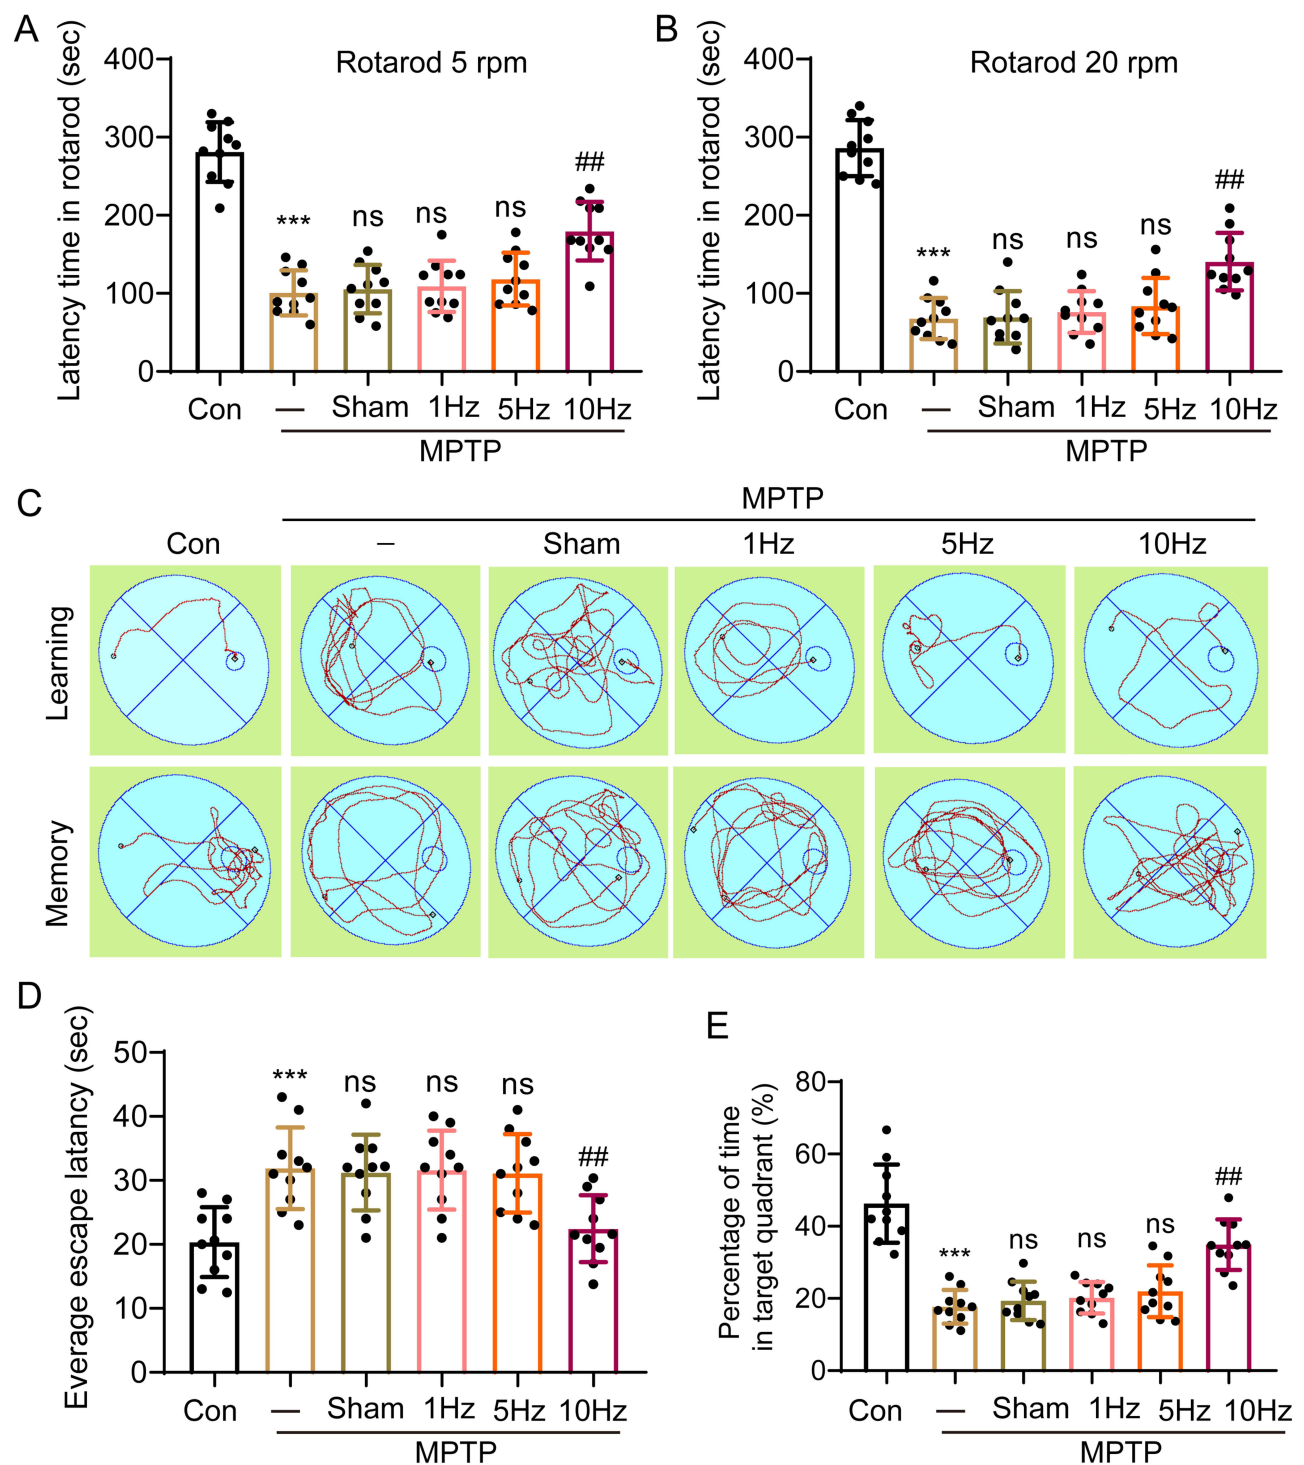 A
Latency time in rotarod (sec)
Rotarod 5 rpm
400
300
200
100
0
***
ns
ns
ns
##
Con
—
Sham
1Hz
5Hz
10Hz
MPTP
B
Latency time in rotarod (sec)
Rotarod 20 rpm
400
300
200
100
0
***
ns
ns
ns
##
Con
—
Sham
1Hz
5Hz
10Hz
MPTP
C
MPTP
Con
–
Sham
1Hz
5Hz
10Hz
Learning
Memory
D
Everage escape latancy (sec)
50
40
30
20
10
0
***
ns
ns
ns
##
Con
—
Sham
1Hz
5Hz
10Hz
MPTP
E
Percentage of time
in target quadrant (%)
80
60
40
20
0
***
ns
ns
ns
##
Con
—
Sham
1Hz
5Hz
10Hz
MPTP